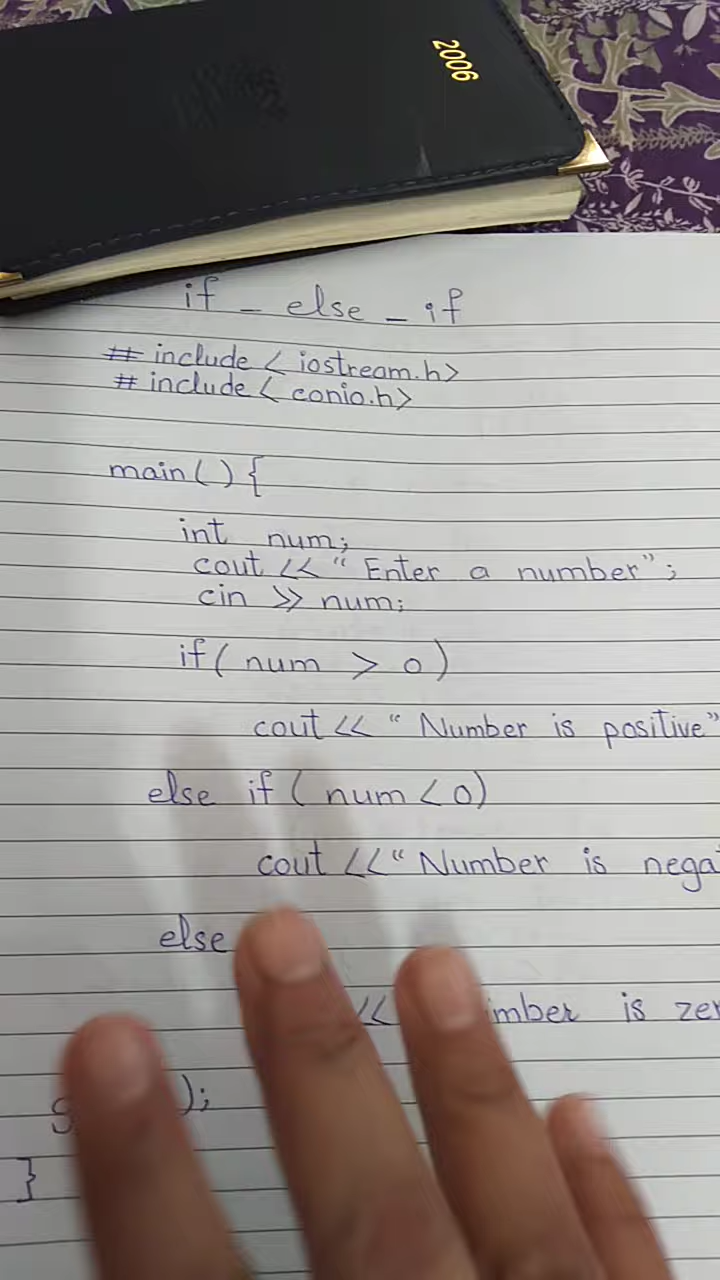 2006
if _ else _ if
# include < iostream.h>
# include < conio.h>
main() {
int num;
cout << “ Enter a number”;
cin >> num;
if( num > 0)
cout << “ Number is positive”
else if ( num < 0)
cout << “ Number is
else
<< is
);
}